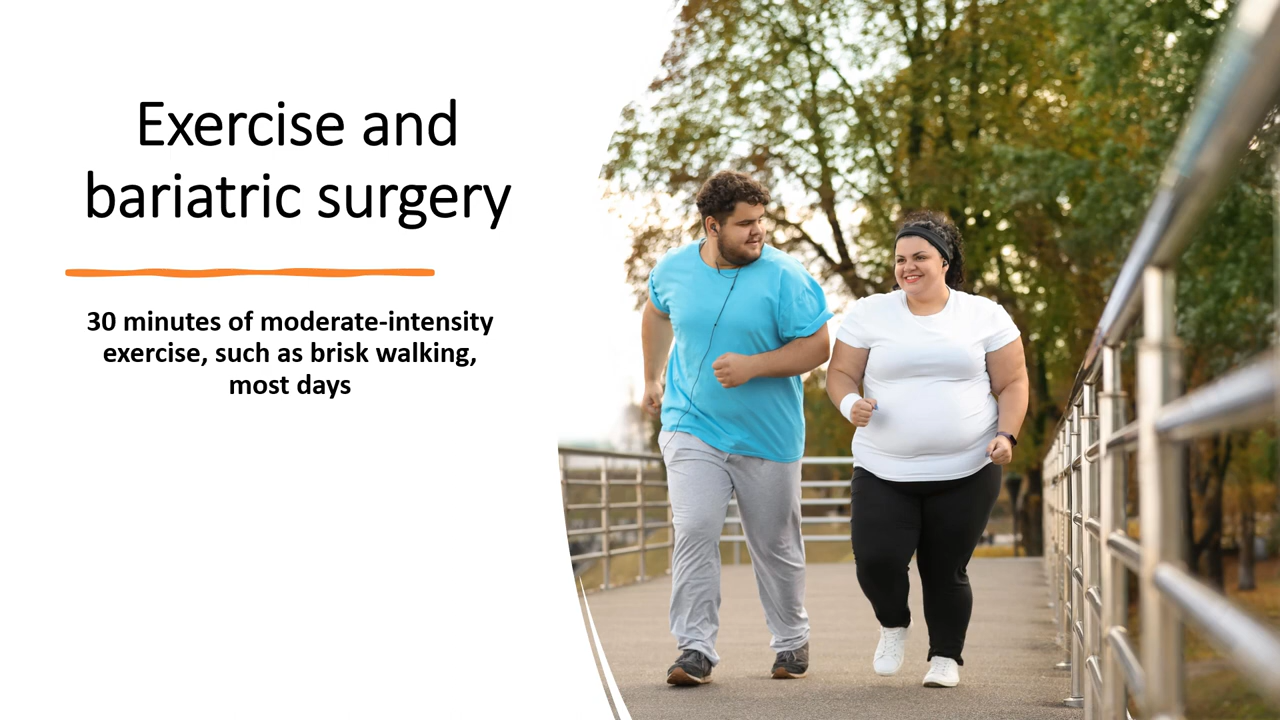 Exercise and
bariatric surgery
30 minutes of moderate-intensity
exercise, such as brisk walking,
most days